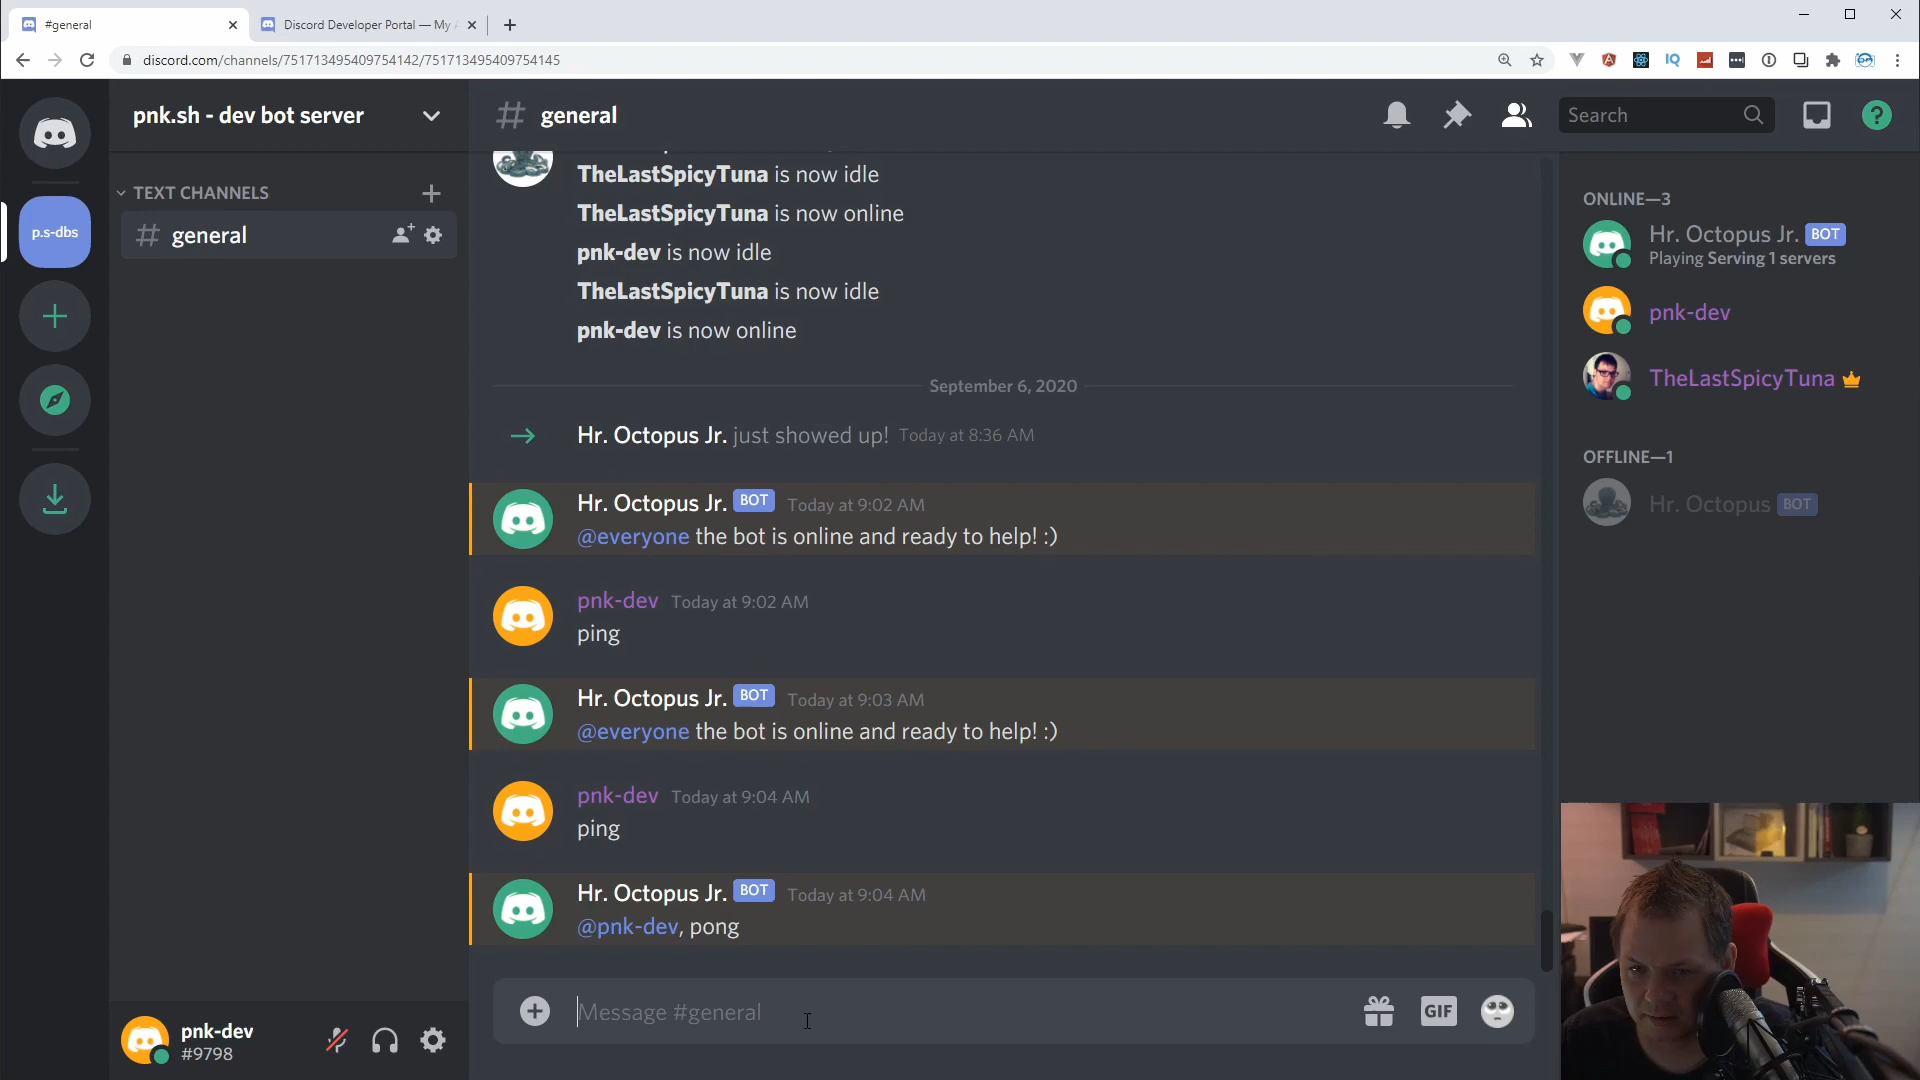 #general
Discord Developer Portal — My A
discord.com/channels/751713495409754142/751713495409754145
IQ
p.s-dbs
pnk.sh - dev bot server
TEXT CHANNELS
# general
pnk-dev
#9798
# general
Search
?
TheLastSpicyTuna is now idle
TheLastSpicyTuna is now online
pnk-dev is now idle
TheLastSpicyTuna is now idle
pnk-dev is now online
September 6, 2020
Hr. Octopus Jr. just showed up! Today at 8:36 AM
Hr. Octopus Jr. BOT Today at 9:02 AM
@everyone the bot is online and ready to help! :)
pnk-dev Today at 9:02 AM
ping
Hr. Octopus Jr. BOT Today at 9:03 AM
@everyone the bot is online and ready to help! :)
pnk-dev Today at 9:04 AM
ping
Hr. Octopus Jr. BOT Today at 9:04 AM
@pnk-dev, pong
Message #general
GIF
ONLINE—3
Hr. Octopus Jr. BOT
Playing Serving 1 servers
pnk-dev
TheLastSpicyTuna
OFFLINE—1
Hr. Octopus BOT